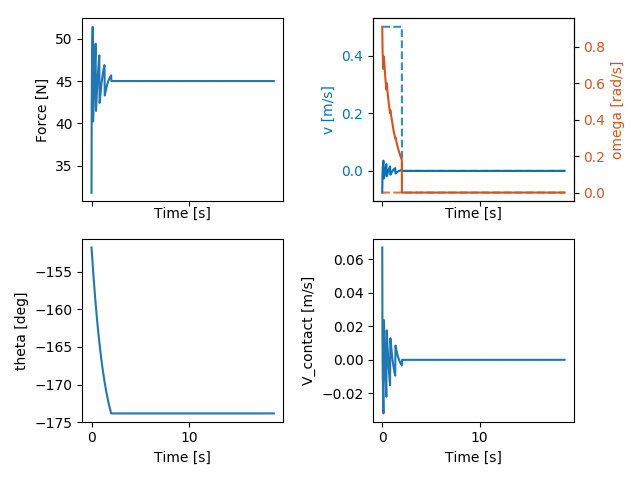 50
45
40
35
Force [N]
Time [s]
0.4
0.2
0.0
v [m/s]
0.8
0.6
0.4
0.2
0.0
omega [rad/s]
Time [s]
−155
−160
−165
−170
−175
theta [deg]
0
10
Time [s]
0.06
0.04
0.02
0.00
−0.02
V_contact [m/s]
0
10
Time [s]